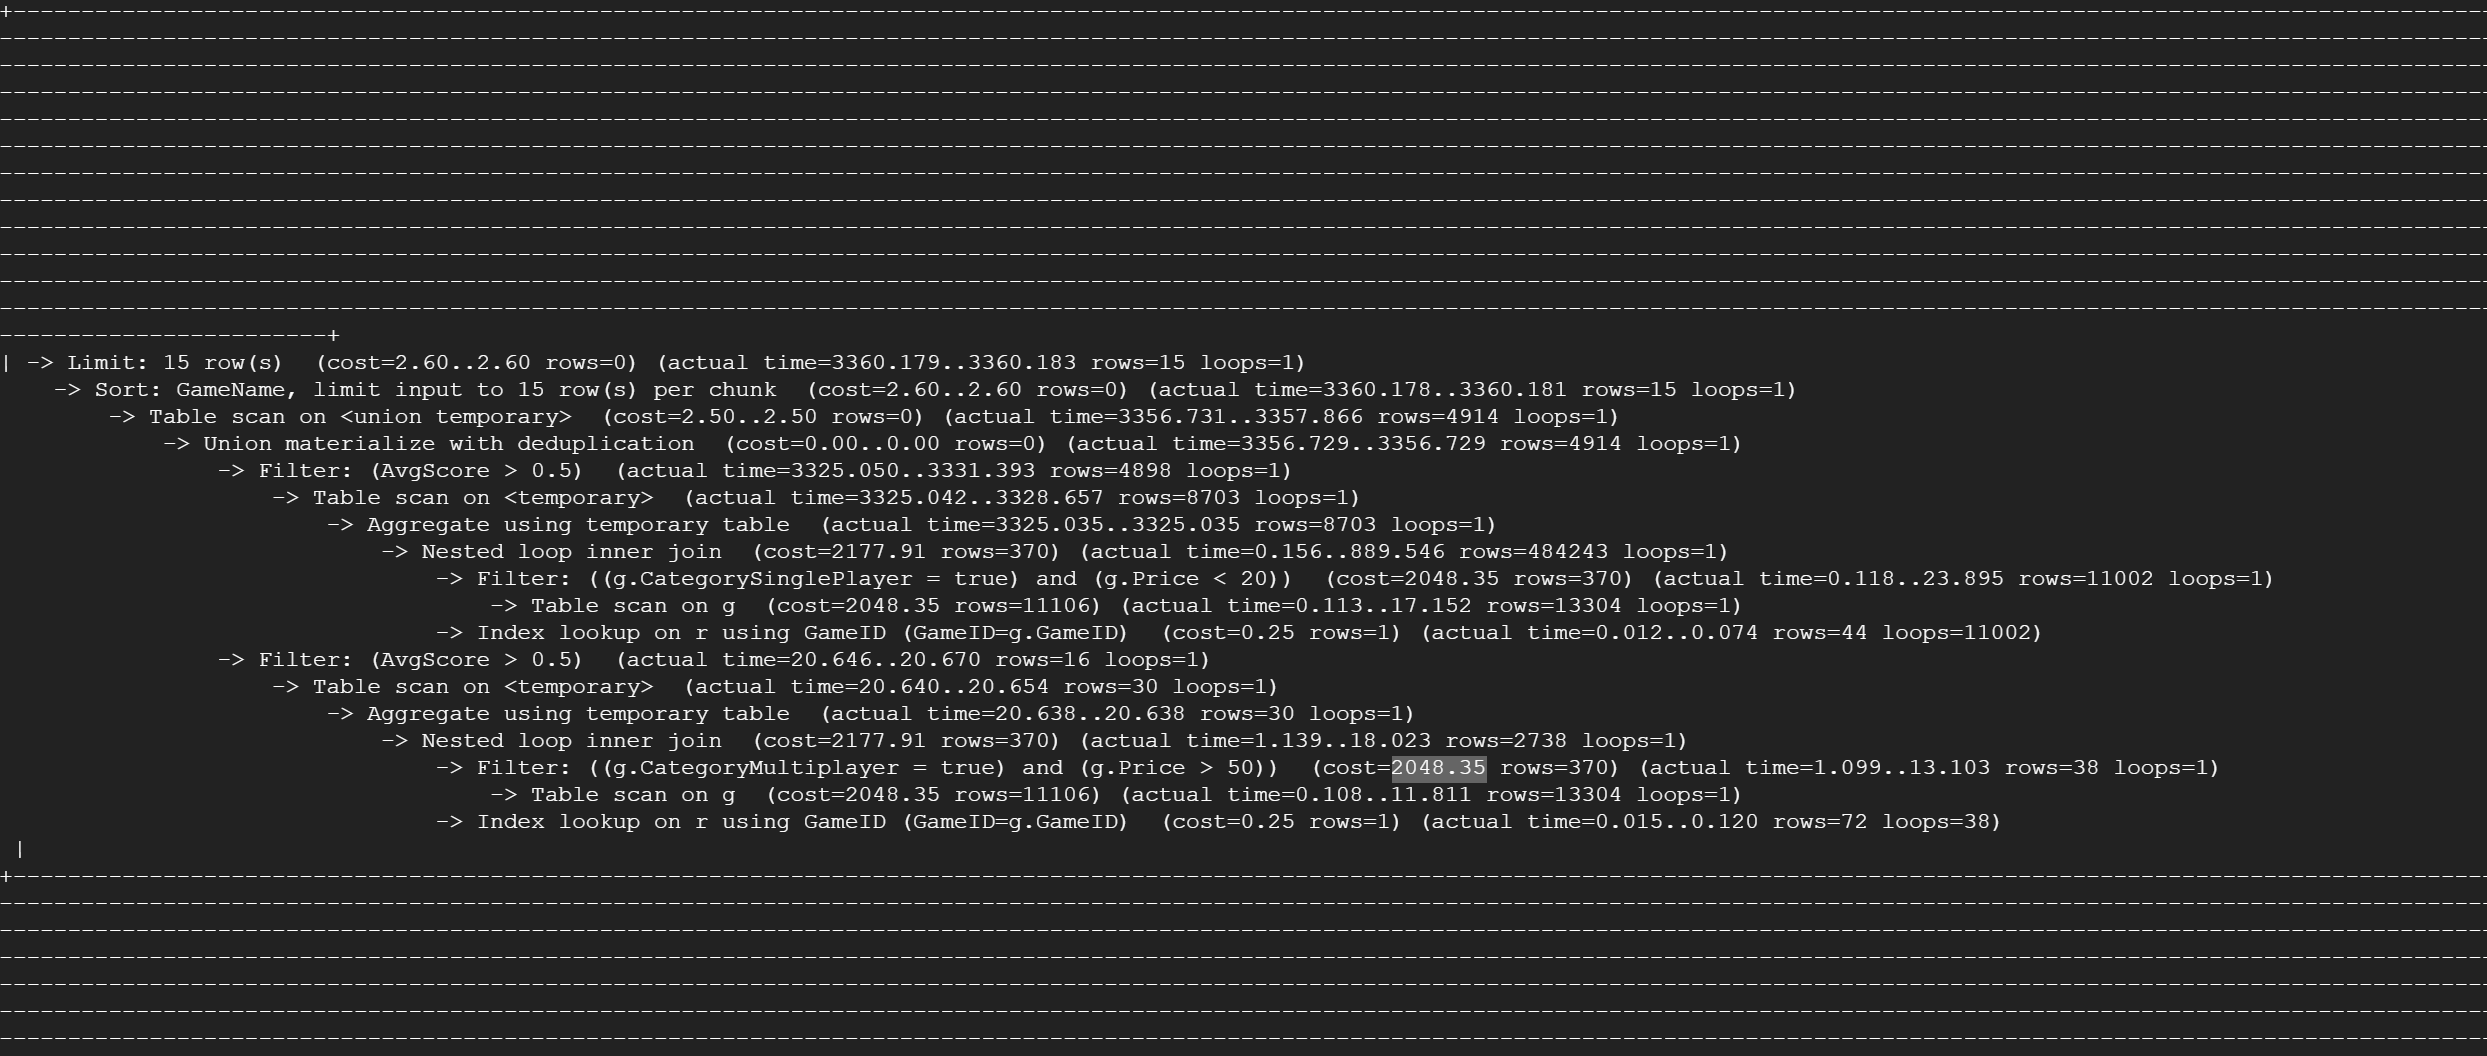 | -> Limit: 15 row(s)  (cost=2.60..2.60 rows=0) (actual time=3360.179..3360.183 rows=15 loops=1)
    -> Sort: GameName, limit input to 15 row(s) per chunk  (cost=2.60..2.60 rows=0) (actual time=3360.178..3360.181 rows=15 loops=1)
        -> Table scan on <union temporary>  (cost=2.50..2.50 rows=0) (actual time=3356.731..3357.866 rows=4914 loops=1)
            -> Union materialize with deduplication  (cost=0.00..0.00 rows=0) (actual time=3356.729..3356.729 rows=4914 loops=1)
                -> Filter: (AvgScore > 0.5)  (actual time=3325.050..3331.393 rows=4898 loops=1)
                    -> Table scan on <temporary>  (actual time=3325.042..3328.657 rows=8703 loops=1)
                        -> Aggregate using temporary table  (actual time=3325.035..3325.035 rows=8703 loops=1)
                            -> Nested loop inner join  (cost=2177.91 rows=370) (actual time=0.156..889.546 rows=484243 loops=1)
                                -> Filter: ((g.CategorySinglePlayer = true) and (g.Price < 20))  (cost=2048.35 rows=370) (actual time=0.118..23.895 rows=11002 loops=1)
                                    -> Table scan on g  (cost=2048.35 rows=11106) (actual time=0.113..17.152 rows=13304 loops=1)
                                -> Index lookup on r using GameID (GameID=g.GameID)  (cost=0.25 rows=1) (actual time=0.012..0.074 rows=44 loops=11002)
                -> Filter: (AvgScore > 0.5)  (actual time=20.646..20.670 rows=16 loops=1)
                    -> Table scan on <temporary>  (actual time=20.640..20.654 rows=30 loops=1)
                        -> Aggregate using temporary table  (actual time=20.638..20.638 rows=30 loops=1)
                            -> Nested loop inner join  (cost=2177.91 rows=370) (actual time=1.139..18.023 rows=2738 loops=1)
                                -> Filter: ((g.CategoryMultiplayer = true) and (g.Price > 50))  (cost=2048.35 rows=370) (actual time=1.099..13.103 rows=38 loops=1)
                                    -> Table scan on g  (cost=2048.35 rows=11106) (actual time=0.108..11.811 rows=13304 loops=1)
                                -> Index lookup on r using GameID (GameID=g.GameID)  (cost=0.25 rows=1) (actual time=0.015..0.120 rows=72 loops=38)
 |